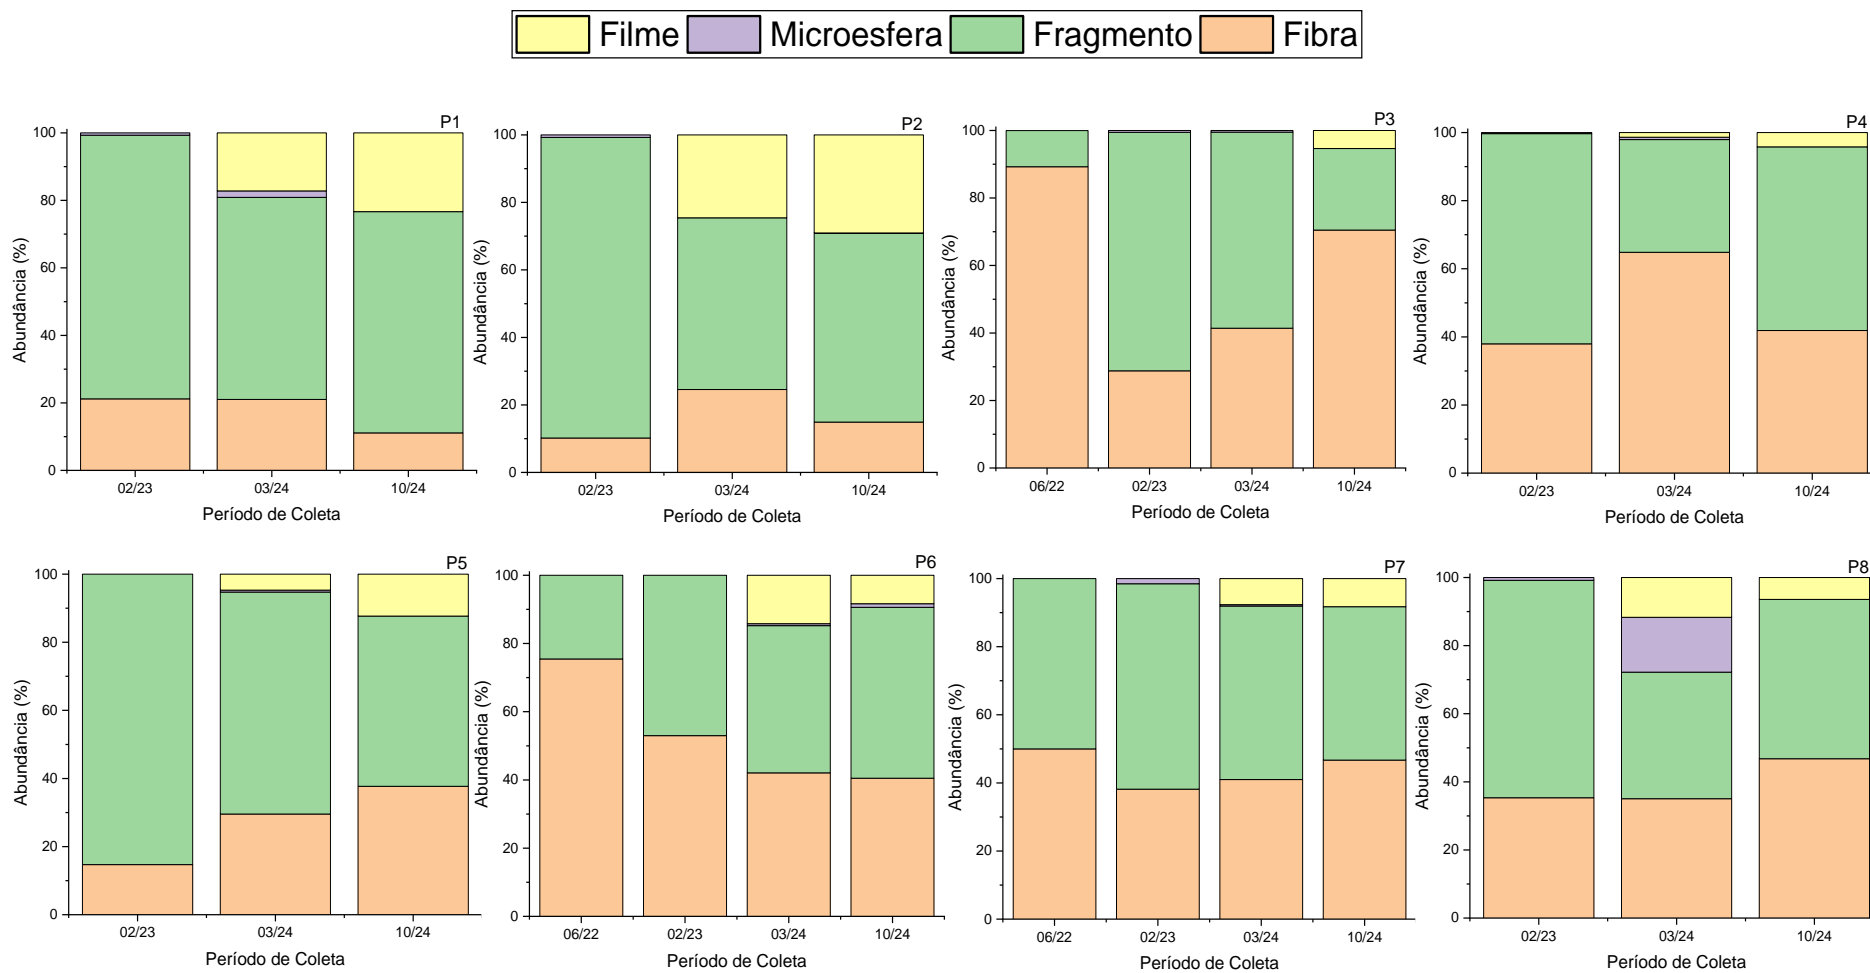 Filme Microesfera Fragmento Fibra
P1
Abundância (%)
100
80
60
40
20
0
02/23 03/24 10/24
Período de Coleta
P2
Abundância (%)
100
80
60
40
20
0
02/23 03/24 10/24
Período de Coleta
P3
Abundância (%)
100
80
60
40
20
0
06/22 02/23 03/24 10/24
Período de Coleta
P4
Abundância (%)
100
80
60
40
20
0
02/23 03/24 10/24
Período de Coleta
P5
Abundância (%)
100
80
60
40
20
0
02/23 03/24 10/24
Período de Coleta
P6
Abundância (%)
100
80
60
40
20
0
06/22 02/23 03/24 10/24
Período de Coleta
P7
Abundância (%)
100
80
60
40
20
0
06/22 02/23 03/24 10/24
Período de Coleta
P8
Abundância (%)
100
80
60
40
20
0
02/23 03/24 10/24
Período de Coleta